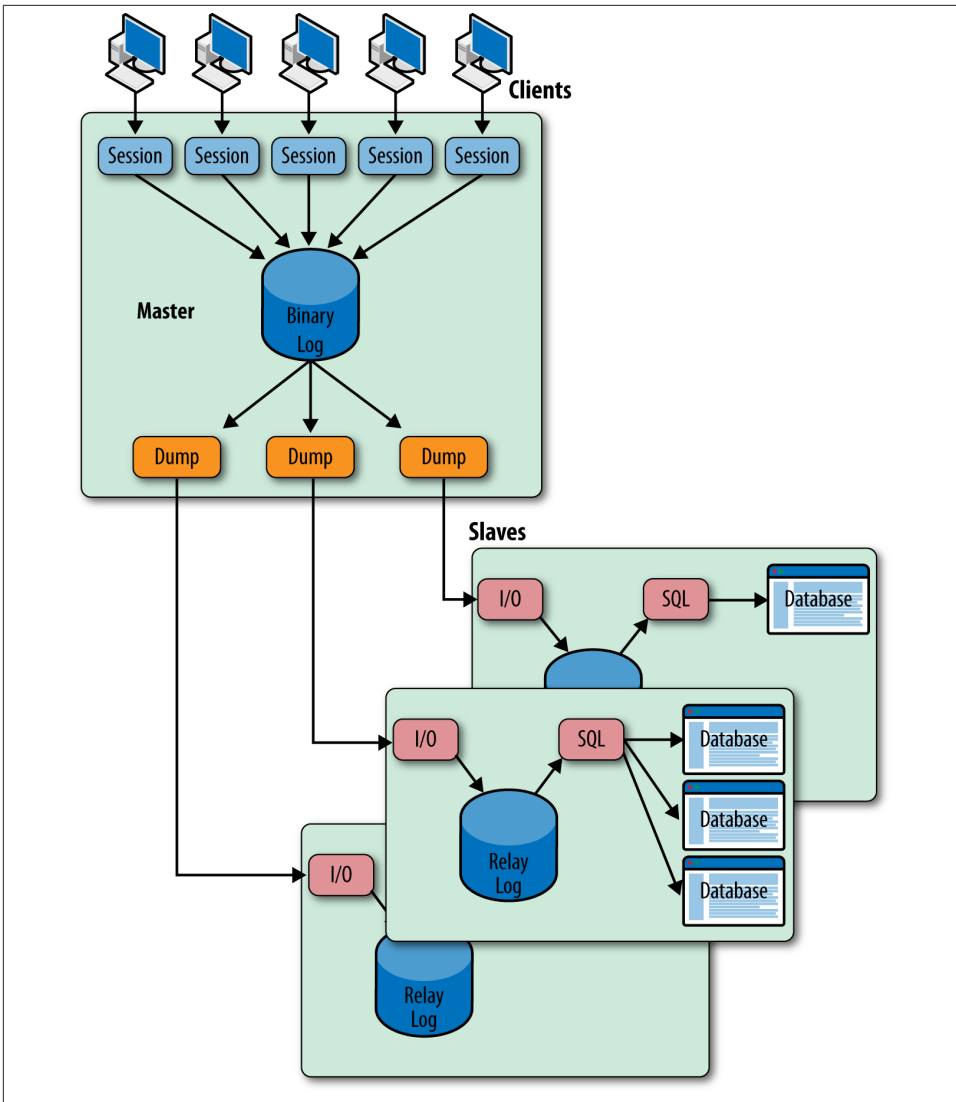 Clients
Session
Session
Session
Session
Session
Master
Binary
Log
Dump
Dump
Dump
Slaves
I/O
SQL
Database
I/O
SQL
Database
Database
Database
Relay
Log
I/O
Relay
Log